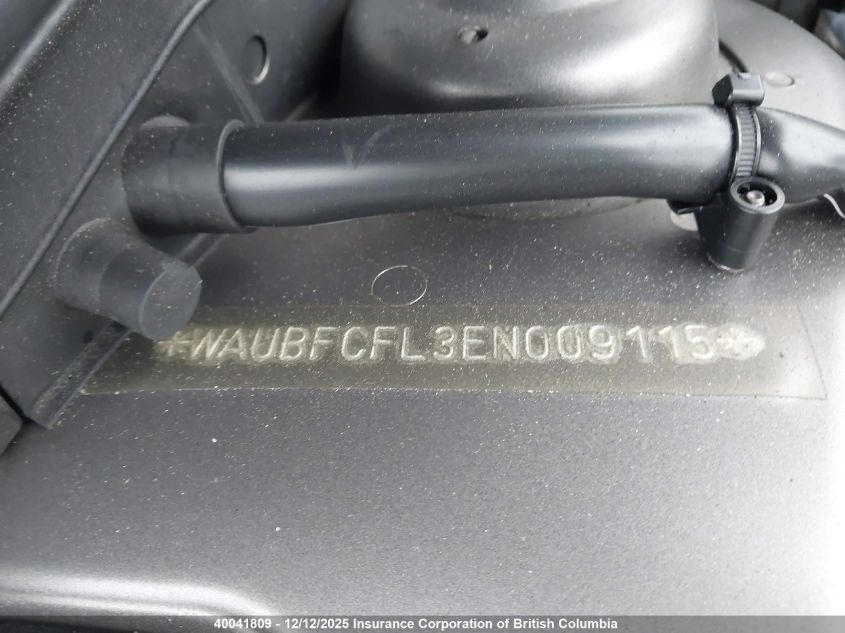 *WAUBFCFL3EN009115*
40041809 - 12/12/2025 Insurance Corporation of British Columbia